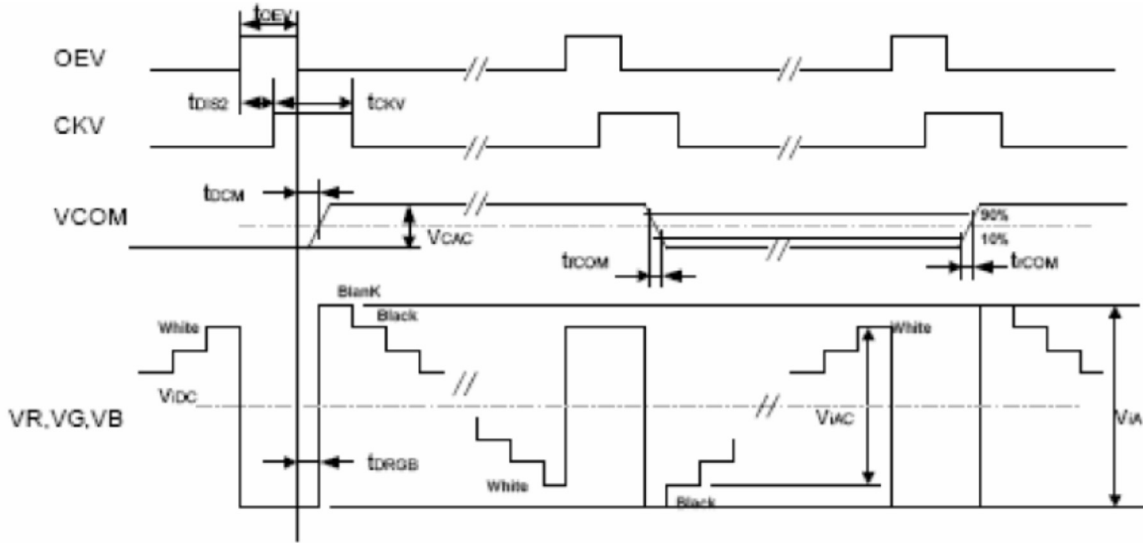 tOEV
OEV
tDIS2
tCKV
CKV
tDCM
VCOM
VCAC
90%
10%
tfCOM
trCOM
BlanK
White
Black
White
ViDC
VR,VG,VB
ViAC
ViA
tDRGB
White
Black